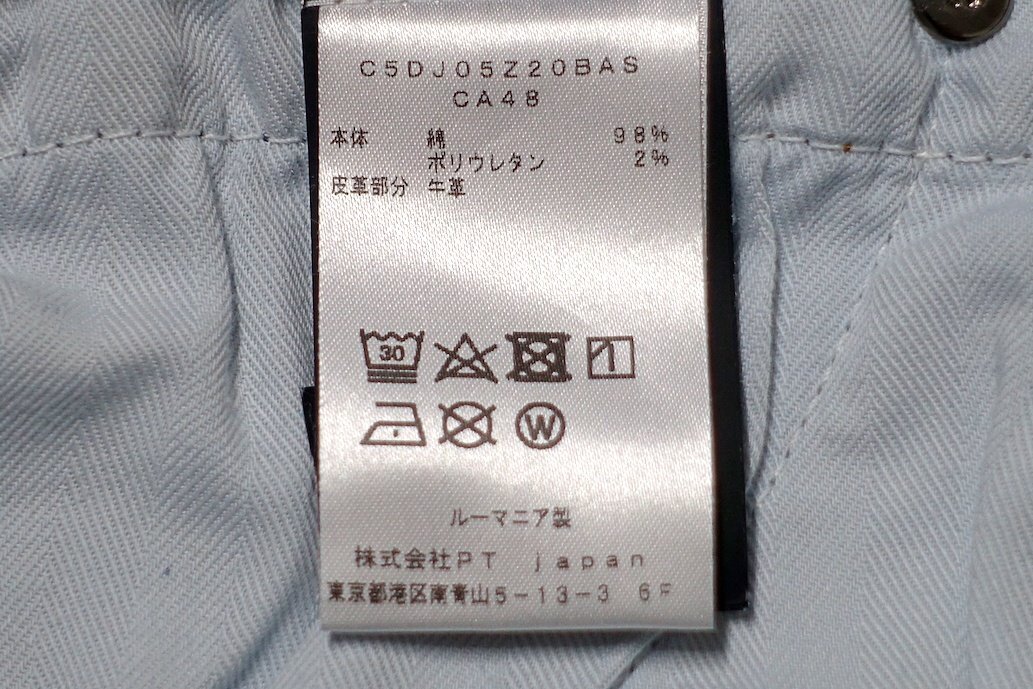 C5DJ05Z20BAS
CA48
本体 綿 98%
ポリウレタン 2%
皮革部分 牛革
30
W
ルーマニア製
株式会社PT japan
東京都港区南青山5-13-3 6F